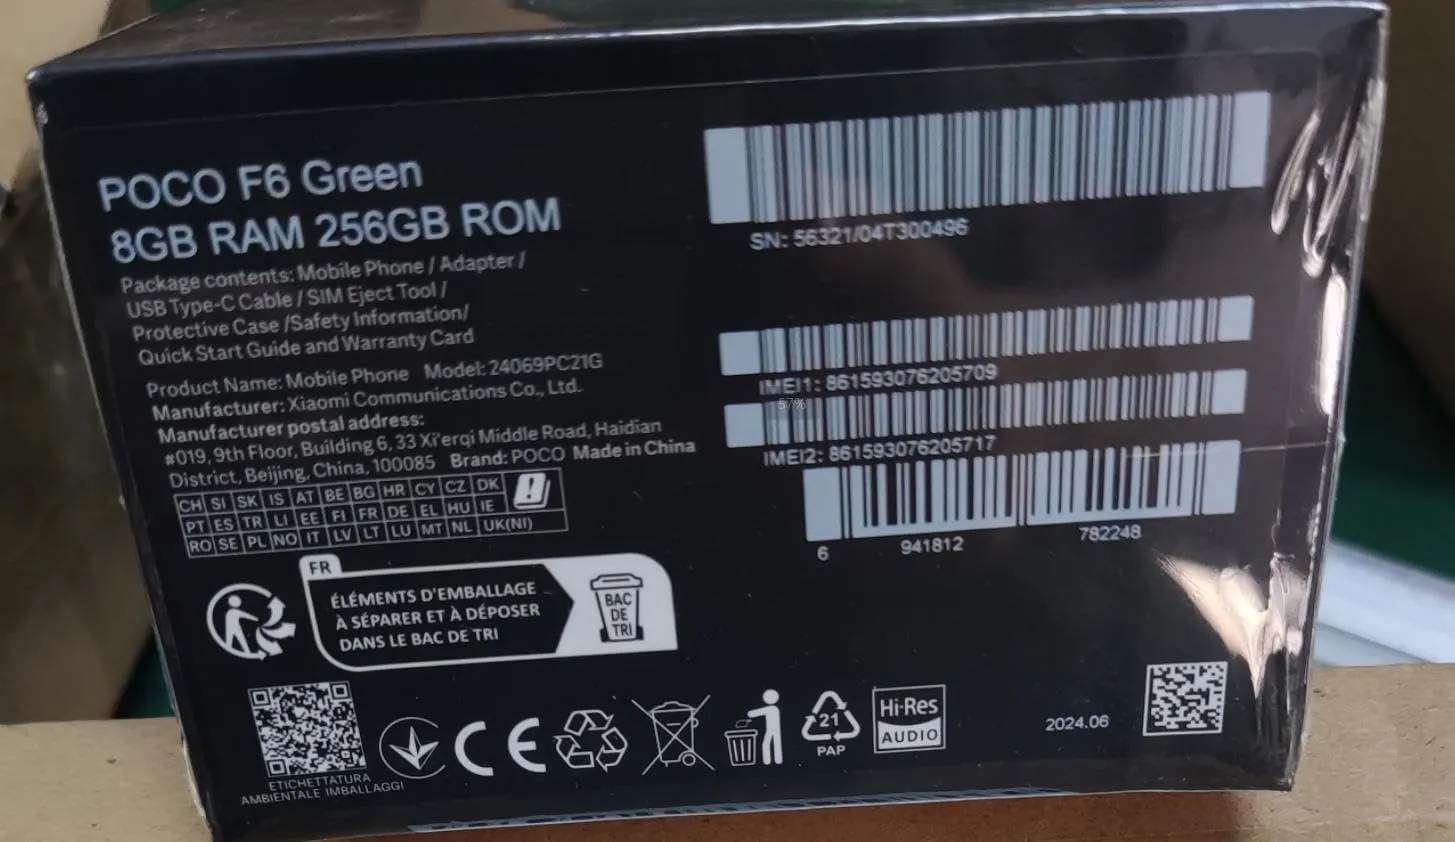 POCO F6 Green
8GB RAM 256GB ROM
Package contents: Mobile Phone / Adapter /
USB Type-C Cable / SIM Eject Tool /
Protective Case /Safety Information/
Quick Start Guide and Warranty Card
Product Name: Mobile Phone Model: 24069PC21G
Manufacturer: Xiaomi Communications Co., Ltd.
Manufacturer postal address:
#019, 9th Floor, Building 6, 33 Xi'erqi Middle Road, Haidian
District, Beijing, China, 100085 Brand: POCO Made in China
CH SI SK IS AT BE BG HR CY CZ DK
PT ES TR LI EE FI FR DE EL HU IE
RO SE PL NO IT LV LT LU MT NL UK(NI)
SN: 56321/04T300496
IMEI1: 861593076205709
57%
IMEI2: 861593076205717
6 941812 782248
FR
ÉLÉMENTS D'EMBALLAGE
À SÉPARER ET À DÉPOSER
DANS LE BAC DE TRI
BAC
DE
TRI
ETICHETTATURA
AMBIENTALE IMBALLAGGI
CE
21
PAP
Hi-Res
AUDIO
2024.06